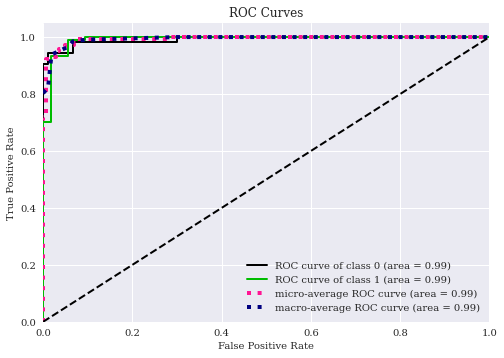 ROC Curves
1.0
0.8
0.6
0.4
0.2
0.0
True Positive Rate
ROC curve of class 0 (area = 0.99)
ROC curve of class 1 (area = 0.99)
micro-average ROC curve (area = 0.99)
macro-average ROC curve (area = 0.99)
0.0 0.2 0.4 0.6 0.8 1.0
False Positive Rate